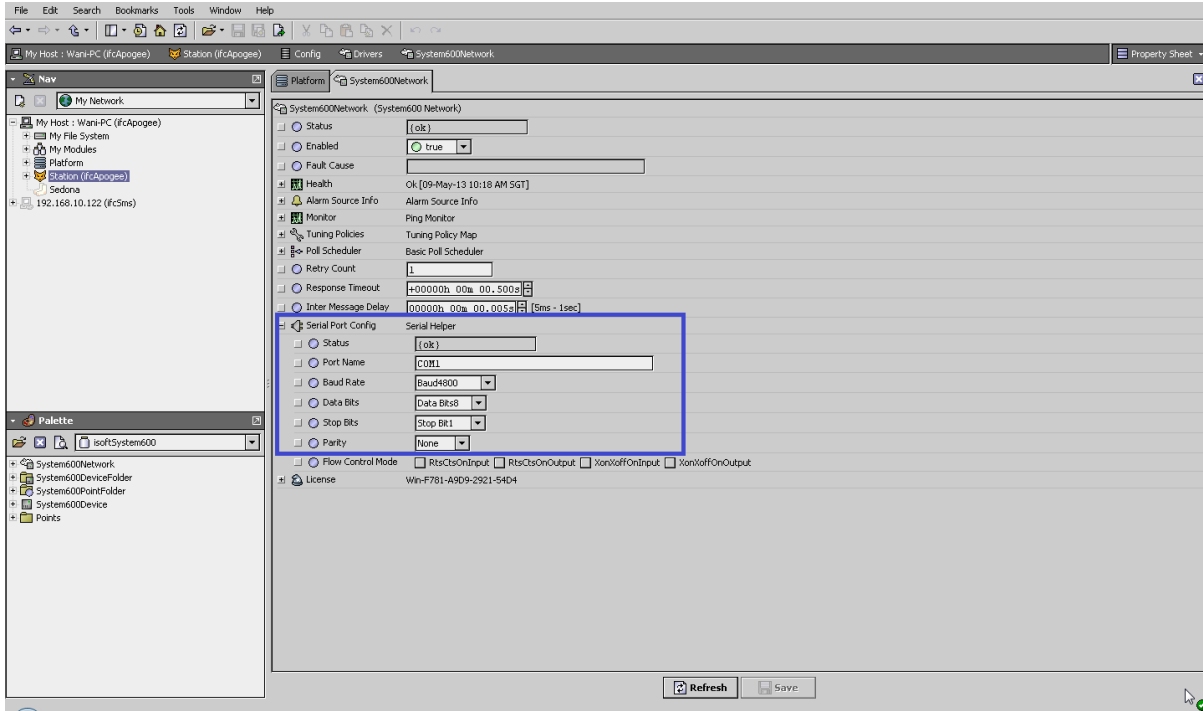 File Edit Search Bookmarks Tools Window Help
My Host : Wani-PC (ifcApogee) Station (ifcApogee) Config Drivers System600Network Property Sheet
Nav
My Network
My Host : Wani-PC (ifcApogee)
My File System
My Modules
Platform
Station (ifcApogee)
Sedona
192.168.10.122 (ifcSms)
Palette
isoftSystem600
System600Network
System600DeviceFolder
System600PointFolder
System600Device
Points
Platform System600Network
System600Network (System600 Network)
Status {ok}
Enabled true
Fault Cause
Health Ok [09-May-13 10:18 AM SGT]
Alarm Source Info Alarm Source Info
Monitor Ping Monitor
Tuning Policies Tuning Policy Map
Poll Scheduler Basic Poll Scheduler
Retry Count 1
Response Timeout +00000h 00m 00.500s
Inter Message Delay 00000h 00m 00.005s [5ms - 1sec]
Serial Port Config Serial Helper
Status {ok}
Port Name COM1
Baud Rate Baud4800
Data Bits Data Bits8
Stop Bits Stop Bit1
Parity None
Flow Control Mode RtsCtsOnInput RtsCtsOnOutput XonXoffOnInput XonXoffOnOutput
License Win-F781-A9D9-2921-54D4
Refresh Save